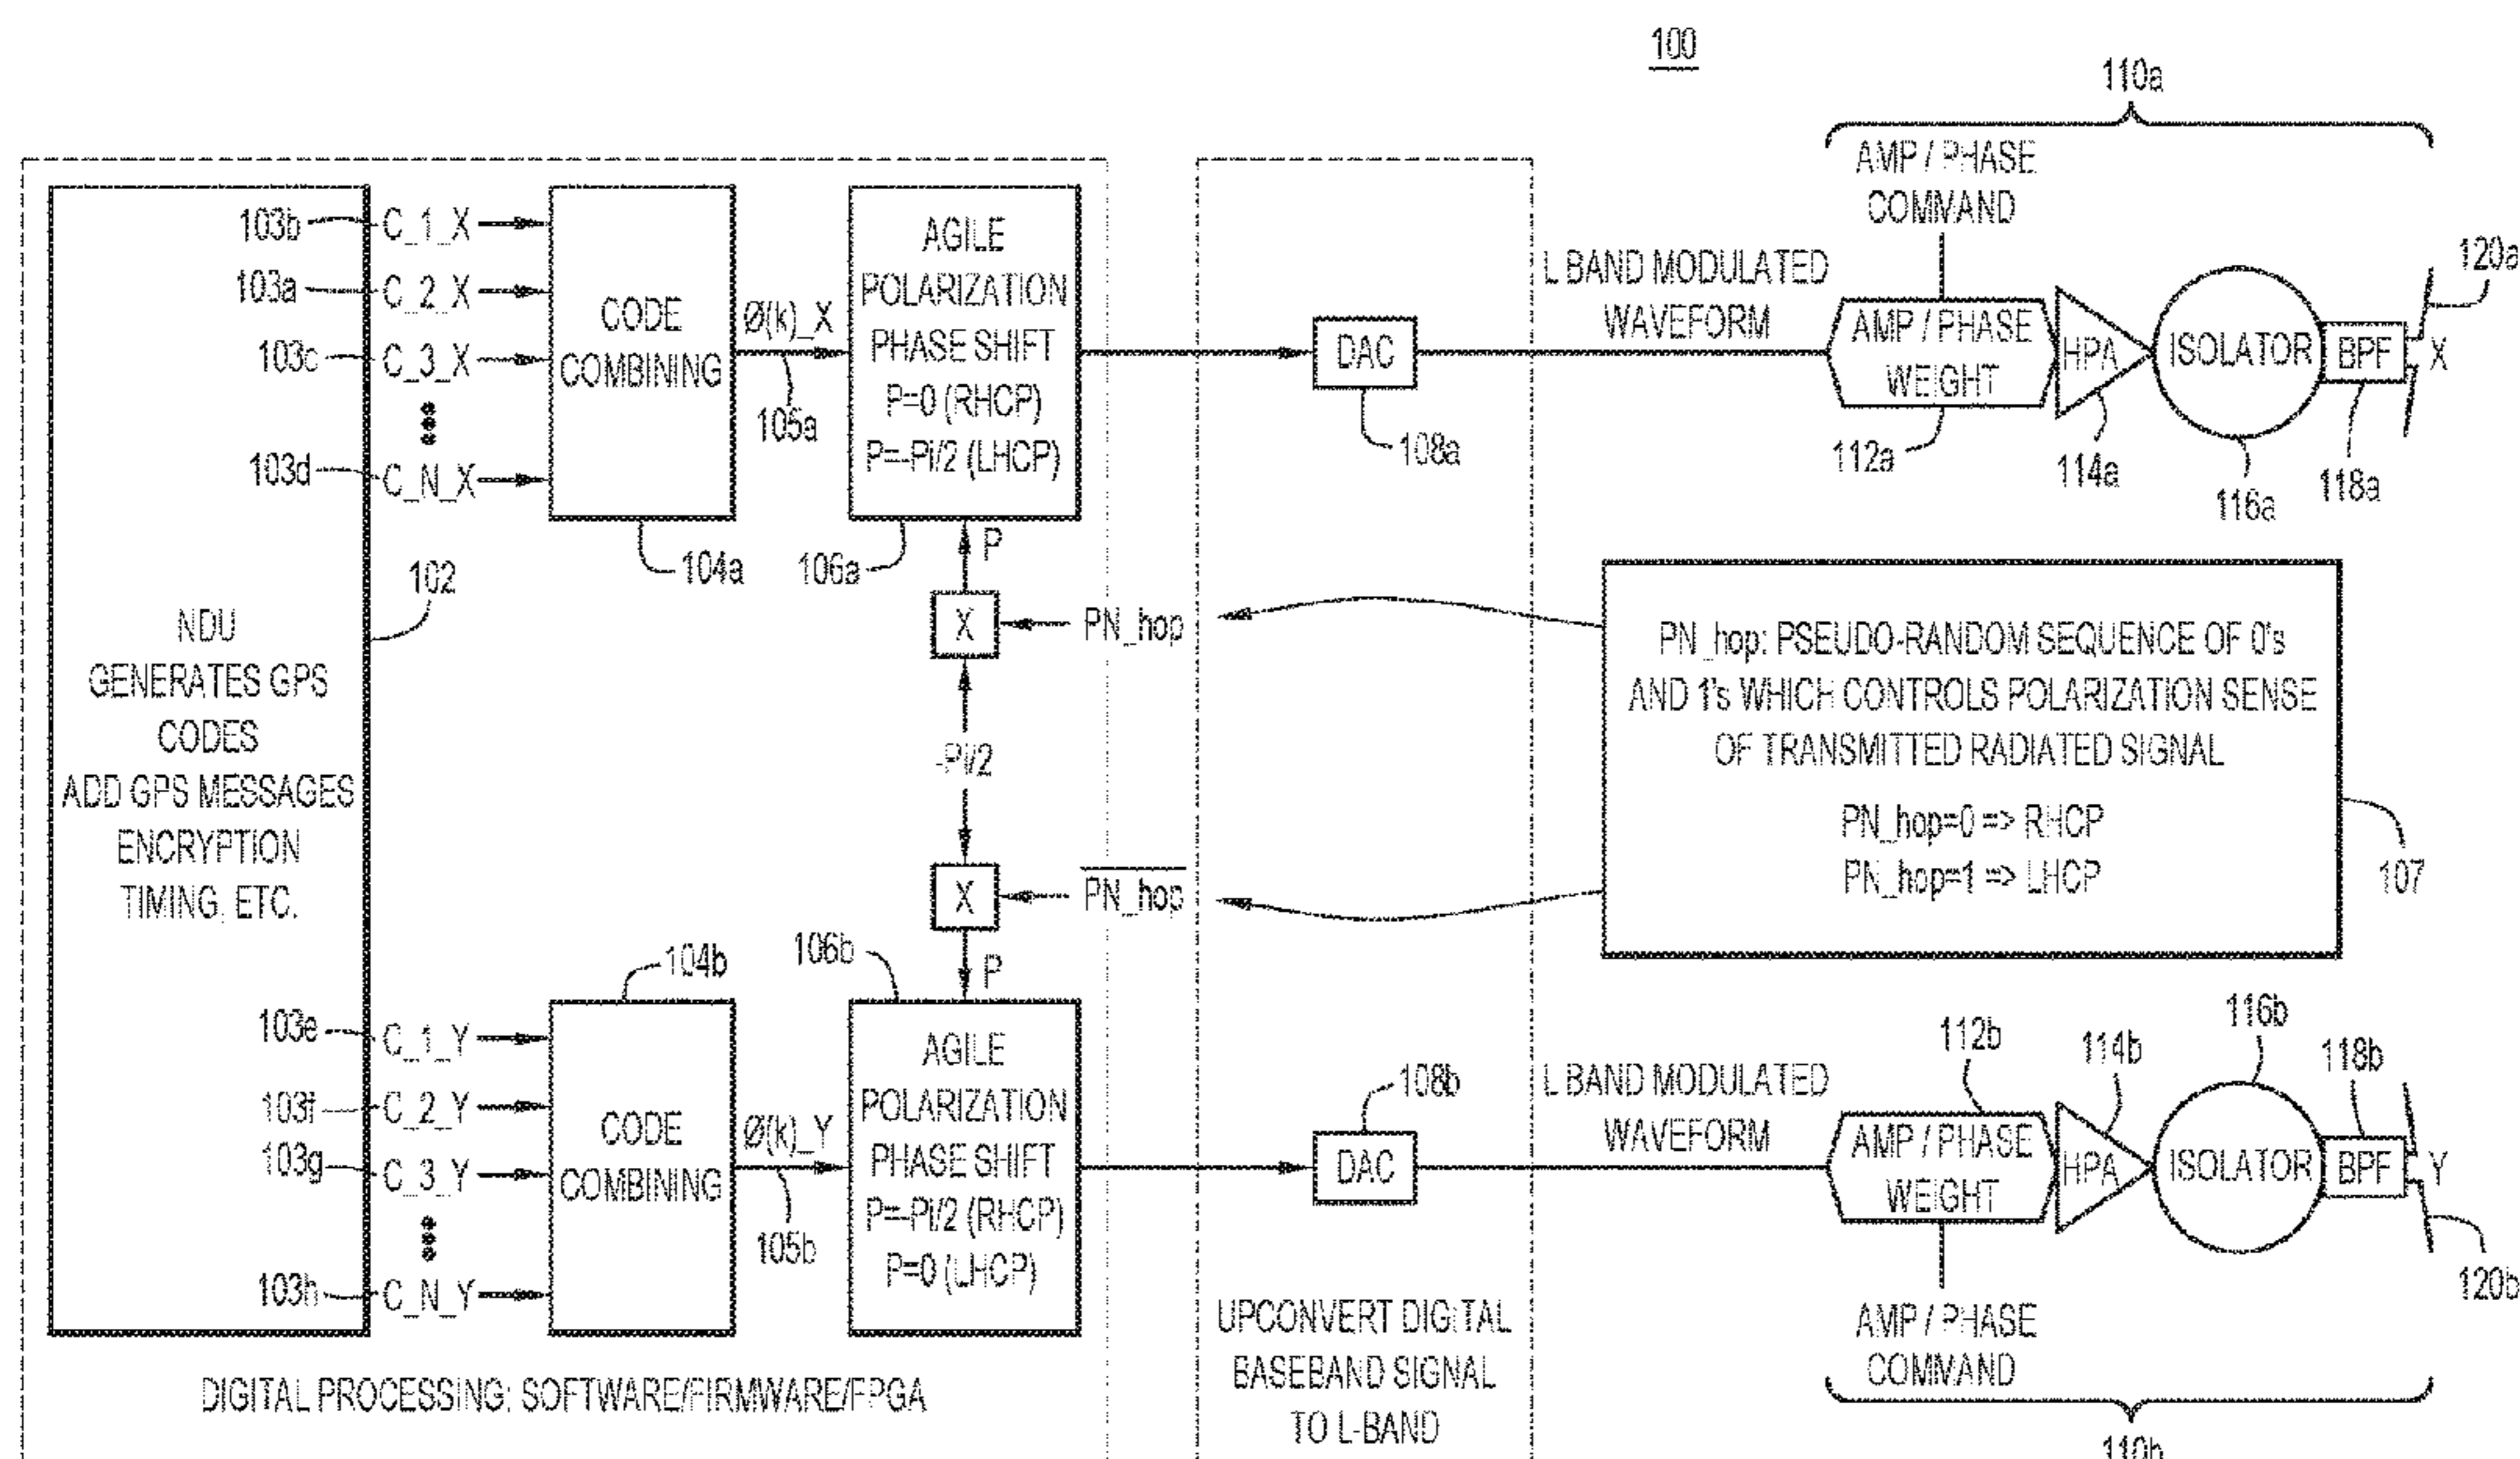 100
110a
AMP / PHASE
COMMAND
103b
C_1_X
103a
C_2_X
103c
C_3_X
103d
C_N_X
CODE
COMBINING
104a
Ø(k)_X
105a
AGILE
POLARIZATION
PHASE SHIFT
P=0 (RHCP)
P=-Pi/2 (LHCP)
106a
DAC
108a
L BAND MODULATED
WAVEFORM
AMP / PHASE
WEIGHT
112a
HPA
114a
ISOLATOR
116a
BPF
118a
X
120a
102
NDU
GENERATES GPS
CODES
ADD GPS MESSAGES
ENCRYPTION
TIMING, ETC.
P
X
PN_hop
-Pi/2
X
PN_hop
P
PN_hop: PSEUDO-RANDOM SEQUENCE OF 0's
AND 1's WHICH CONTROLS POLARIZATION SENSE
OF TRANSMITTED RADIATED SIGNAL
PN_hop=0 => RHCP
PN_hop=1 => LHCP
107
103e
C_1_Y
103f
C_2_Y
103g
C_3_Y
103h
C_N_Y
104b
CODE
COMBINING
Ø(k)_Y
105b
106b
AGILE
POLARIZATION
PHASE SHIFT
P=-Pi/2 (RHCP)
P=0 (LHCP)
108b
DAC
L BAND MODULATED
WAVEFORM
112b
AMP / PHASE
WEIGHT
114b
HPA
116b
ISOLATOR
118b
BPF
Y
120b
AMP / PHASE
COMMAND
110b
DIGITAL PROCESSING: SOFTWARE/FIRMWARE/FPGA
UPCONVERT DIGITAL
BASEBAND SIGNAL
TO L-BAND